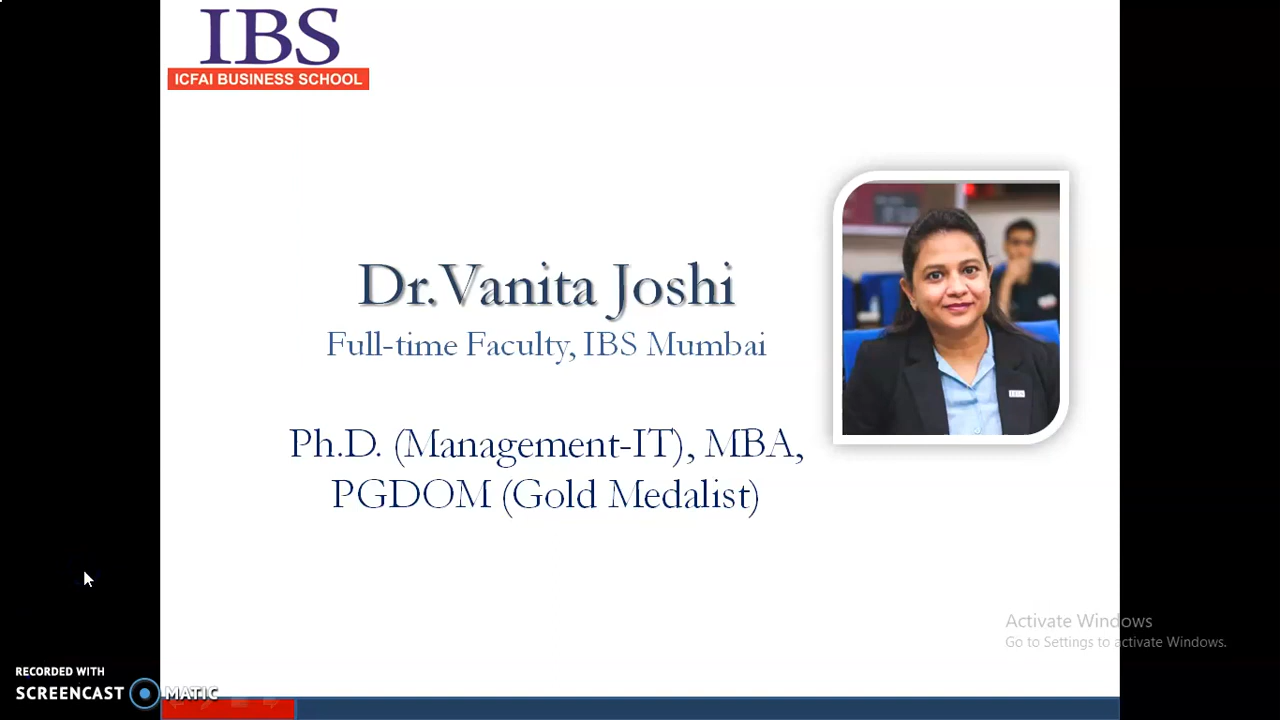 IBS
ICFAI BUSINESS SCHOOL
Dr.Vanita Joshi
Full-time Faculty, IBS Mumbai
Ph.D. (Management-IT), MBA,
PGDOM (Gold Medalist)
Activate Windows
Go to Settings to activate Windows.
RECORDED WITH
SCREENCAST MATIC